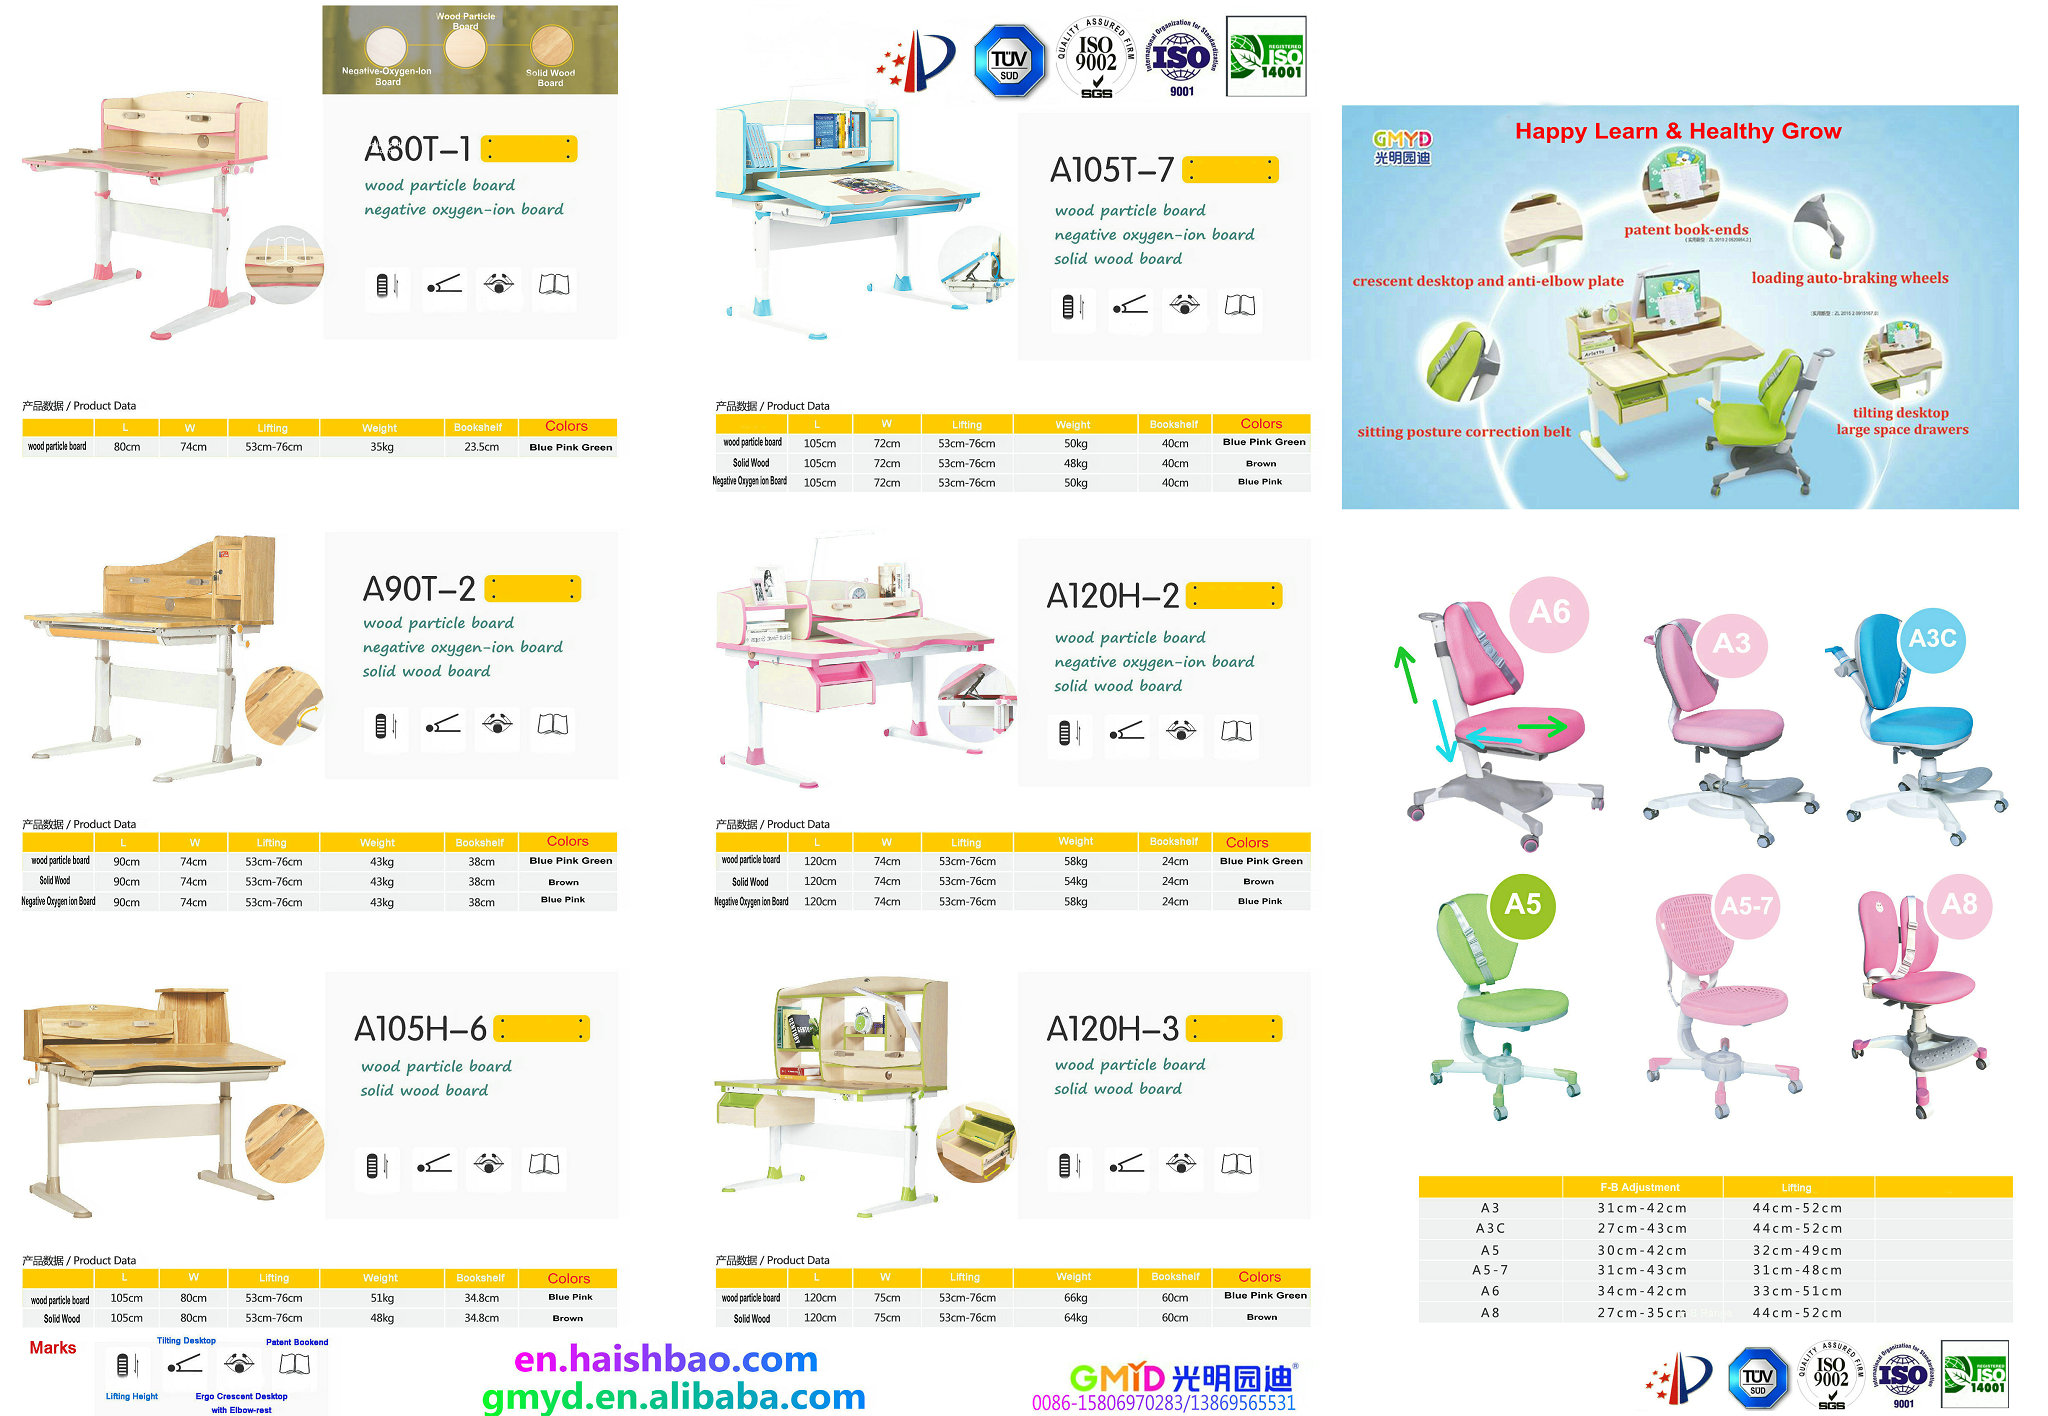 Wood Particle
Board
Negative-Oxygen-Ion
Board
Solid Wood
Board
A80T-1
wood particle board
negative oxygen-ion board
产品数据 / Product Data
L W Lifting Weight Bookshelf Colors
wood particle board 80cm 74cm 53cm-76cm 35kg 23.5cm Blue Pink Green
A90T-2
wood particle board
negative oxygen-ion board
solid wood board
产品数据 / Product Data
L W Lifting Weight Bookshelf Colors
wood particle board 90cm 74cm 53cm-76cm 43kg 38cm Blue Pink Green
Solid Wood 90cm 74cm 53cm-76cm 43kg 38cm Brown
Negative Oxygen ion Board 90cm 74cm 53cm-76cm 43kg 38cm Blue Pink
A105H-6
wood particle board
solid wood board
产品数据 / Product Data
L W Lifting Weight Bookshelf Colors
wood particle board 105cm 80cm 53cm-76cm 51kg 34.8cm Blue Pink
Solid Wood 105cm 80cm 53cm-76cm 48kg 34.8cm Brown
Marks
Tilting Desktop
Patent Bookend
Lifting Height
Ergo Crescent Desktop
with Elbow-rest
TÜV
SÜD
QUALITY ASSURED FIRM
ISO
9002
SGS
International Organization for Standardization
ISO
9001
REGISTERED
ISO
14001
A105T-7
wood particle board
negative oxygen-ion board
solid wood board
产品数据 / Product Data
L W Lifting Weight Bookshelf Colors
wood particle board 105cm 72cm 53cm-76cm 50kg 40cm Blue Pink Green
Solid Wood 105cm 72cm 53cm-76cm 48kg 40cm Brown
Negative Oxygen ion Board 105cm 72cm 53cm-76cm 50kg 40cm Blue Pink
A120H-2
wood particle board
negative oxygen-ion board
solid wood board
产品数据 / Product Data
L W Lifting Weight Bookshelf Colors
wood particle board 120cm 74cm 53cm-76cm 58kg 24cm Blue Pink Green
Solid Wood 120cm 74cm 53cm-76cm 54kg 24cm Brown
Negative Oxygen ion Board 120cm 74cm 53cm-76cm 58kg 24cm Blue Pink
A120H-3
wood particle board
solid wood board
产品数据 / Product Data
L W Lifting Weight Bookshelf Colors
wood particle board 120cm 75cm 53cm-76cm 66kg 60cm Blue Pink Green
Solid Wood 120cm 75cm 53cm-76cm 64kg 60cm Brown
en.haishbao.com
gmyd.en.alibaba.com
GMYD 光明园迪®
0086-15806970283/13869565531
GMYD
光明园迪
Happy Learn & Healthy Grow
patent book-ends
crescent desktop and anti-elbow plate
loading auto-braking wheels
sitting posture correction belt
tilting desktop
large space drawers
A6
A3
A3C
A5
A5-7
A8
F-B Adjustment Lifting
A3 31cm-42cm 44cm-52cm
A3C 27cm-43cm 44cm-52cm
A5 30cm-42cm 32cm-49cm
A5-7 31cm-43cm 31cm-48cm
A6 34cm-42cm 33cm-51cm
A8 27cm-35cm 44cm-52cm
TÜV
SÜD
QUALITY ASSURED FIRM
ISO
9002
SGS
International Organization for Standardization
ISO
9001
REGISTERED
ISO
14001